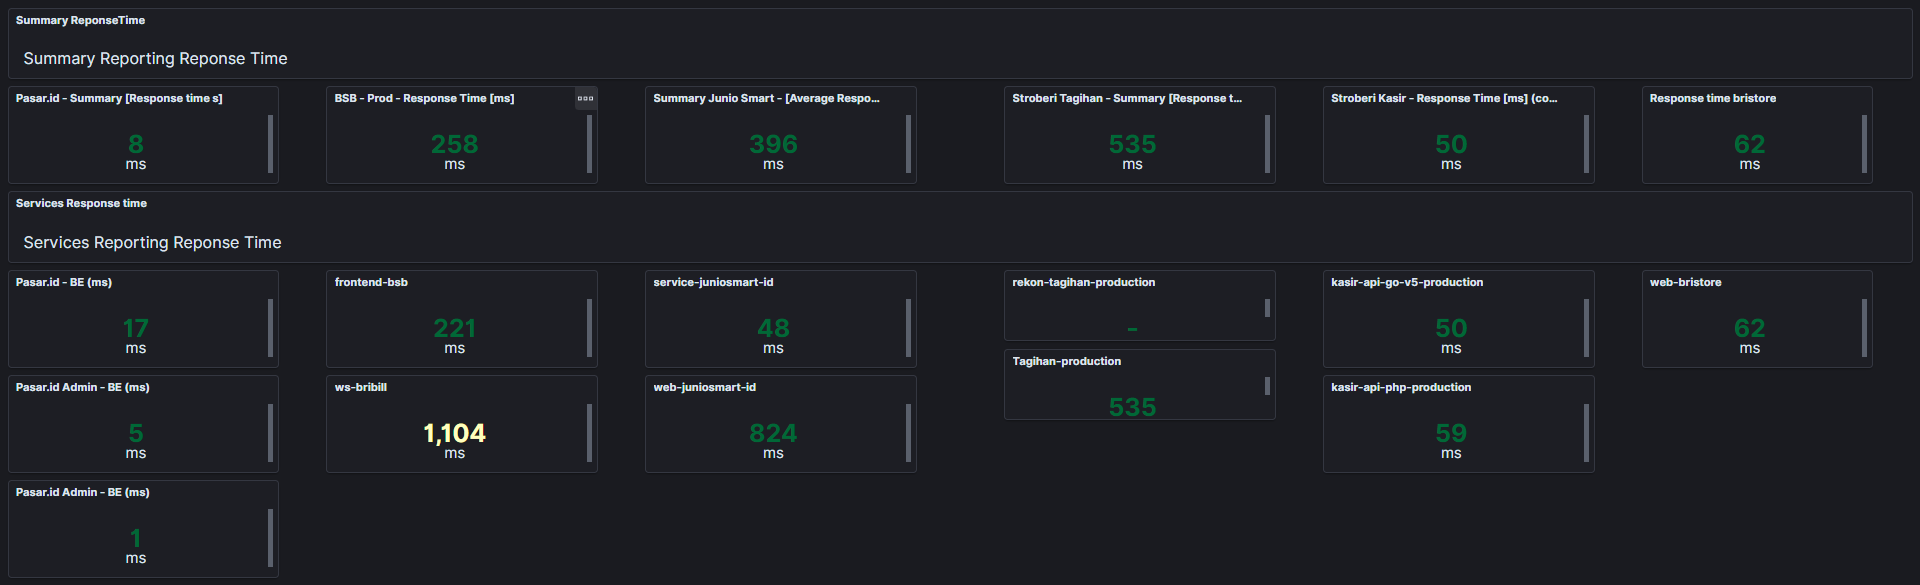 Summary ReponseTime
Summary Reporting Reponse Time
Pasar.id - Summary [Response time s]
8
ms
BSB - Prod - Response Time [ms]
258
ms
Summary Junio Smart - [Average Respo...
396
ms
Stroberi Tagihan - Summary [Response t...
535
ms
Stroberi Kasir - Response Time [ms] (co...
50
ms
Response time bristore
62
ms
Services Response time
Services Reporting Reponse Time
Pasar.id - BE (ms)
17
ms
frontend-bsb
221
ms
service-juniosmart-id
48
ms
rekon-tagihan-production
-
kasir-api-go-v5-production
50
ms
web-bristore
62
ms
Pasar.id Admin - BE (ms)
5
ms
ws-bribill
1,104
ms
web-juniosmart-id
824
ms
Tagihan-production
535
kasir-api-php-production
59
ms
Pasar.id Admin - BE (ms)
1
ms